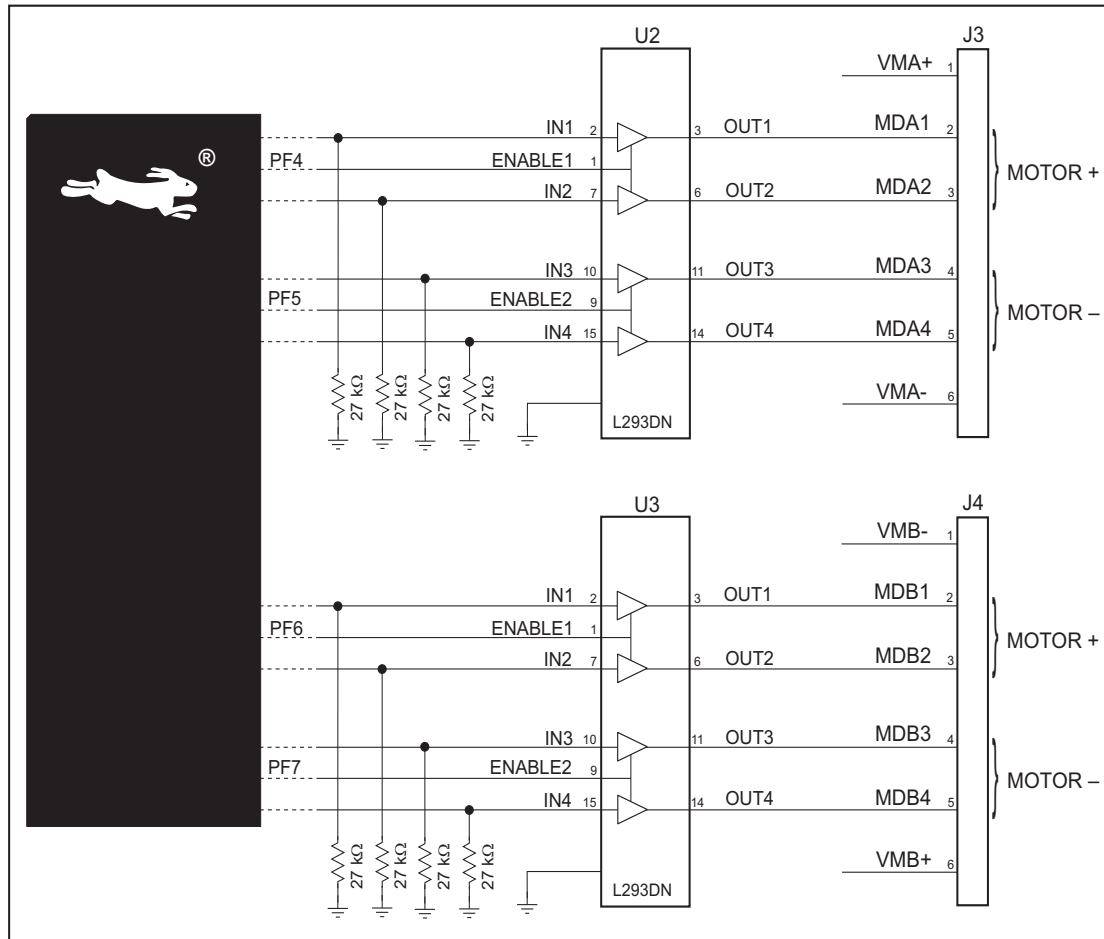 U2
J3
VMA+ 1
IN1 2 3 OUT1 MDA1 2
®
PF4 ENABLE1 1
MOTOR +
IN2 7 6 OUT2 MDA2 3
IN3 10 11 OUT3 MDA3 4
PF5 ENABLE2 9
MOTOR –
IN4 15 14 OUT4 MDA4 5
27 kΩ
27 kΩ
27 kΩ
27 kΩ
VMA- 6
L293DN
U3
J4
VMB- 1
IN1 2 3 OUT1 MDB1 2
PF6 ENABLE1 1
MOTOR +
IN2 7 6 OUT2 MDB2 3
IN3 10 11 OUT3 MDB3 4
PF7 ENABLE2 9
MOTOR –
IN4 15 14 OUT4 MDB4 5
27 kΩ
27 kΩ
27 kΩ
27 kΩ
VMB+ 6
L293DN